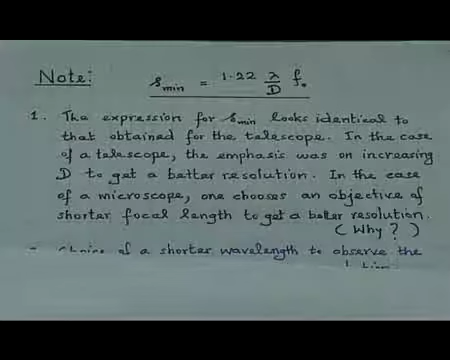 Note: s_min = 1.22 λ/D f₀
1. The expression for s_min looks identical to
that obtained for the telescope. In the case
of a telescope, the emphasis was on increasing
D to get a better resolution. In the case
of a microscope, one chooses an objective of
shorter focal length to get a better resolution.
(Why?)
of a shorter wavelength to observe the